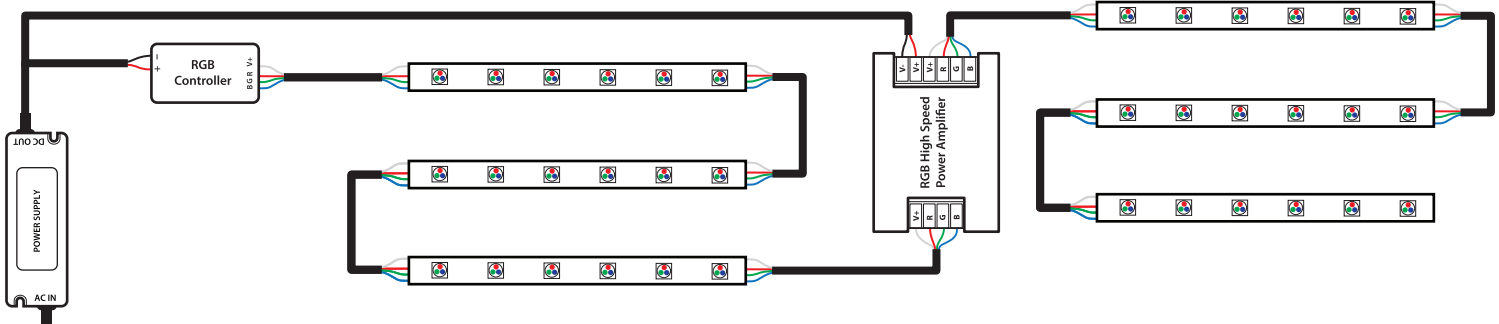 DC OUT
POWER SUPPLY
AC IN
–
+
RGB
Controller
B G R V+
V- V+ V+ R G B
RGB High Speed
Power Amplifier
V+ R G B